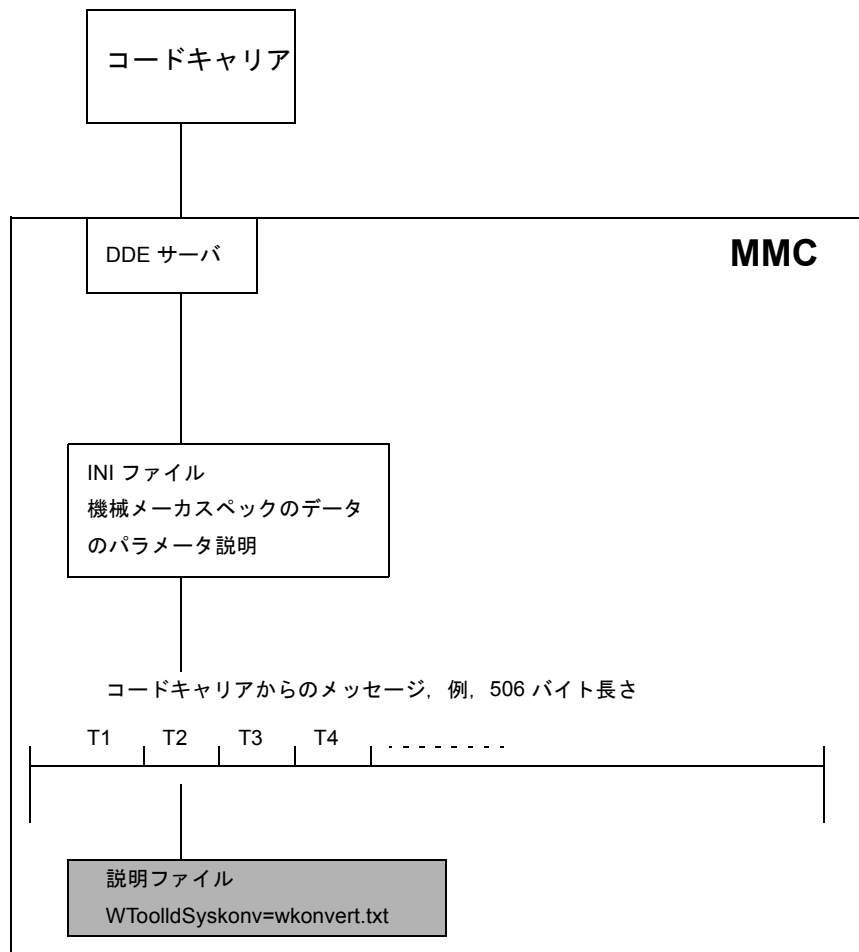 コードキャリア
DDE サーバ
MMC
INI ファイル
機械メーカスペックのデータ
のパラメータ説明
コードキャリアからのメッセージ，例，506 バイト長さ
T1 T2 T3 T4
説明ファイル
WToolIdSyskonv=wkonvert.txt